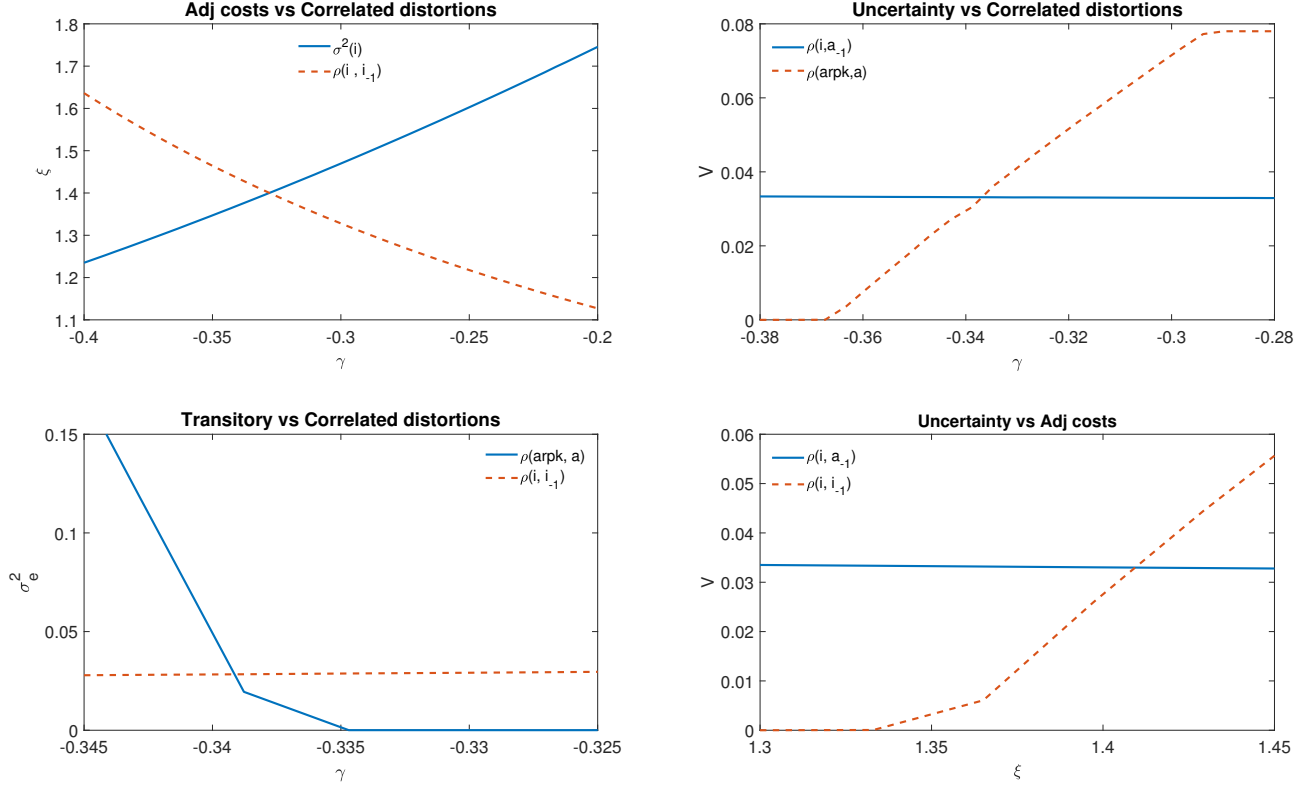 Adj costs vs Correlated distortions
1.8
1.7
1.6
1.5
1.4
1.3
1.2
1.1
ξ
σ²(i)
ρ(i , i₋₁)
-0.4 -0.35 -0.3 -0.25 -0.2
γ
Uncertainty vs Correlated distortions
0.08
0.06
0.04
0.02
0
V
ρ(i,a₋₁)
ρ(arpk,a)
-0.38 -0.36 -0.34 -0.32 -0.3 -0.28
γ
Transitory vs Correlated distortions
0.15
0.1
0.05
0
σ²ₑ
ρ(arpk, a)
ρ(i, i₋₁)
-0.345 -0.34 -0.335 -0.33 -0.325
γ
Uncertainty vs Adj costs
0.06
0.05
0.04
0.03
0.02
0.01
0
V
ρ(i, a₋₁)
ρ(i, i₋₁)
1.3 1.35 1.4 1.45
ξ